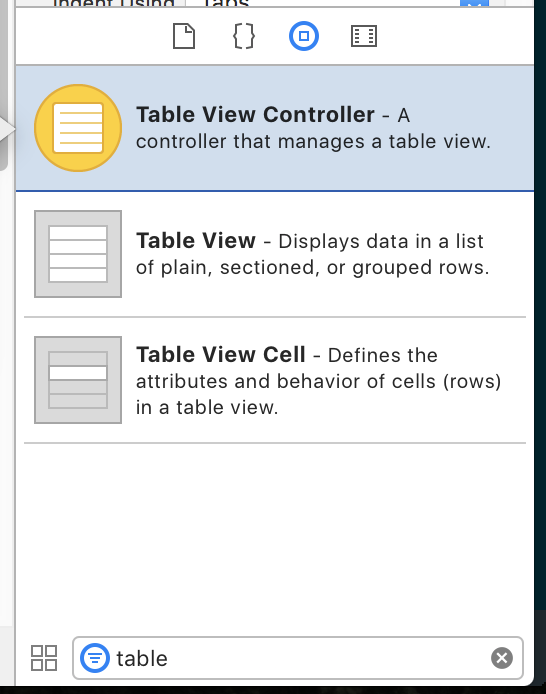 Indent Using Tabs
Table View Controller - A
controller that manages a table view.
Table View - Displays data in a list
of plain, sectioned, or grouped rows.
Table View Cell - Defines the
attributes and behavior of cells (rows)
in a table view.
table